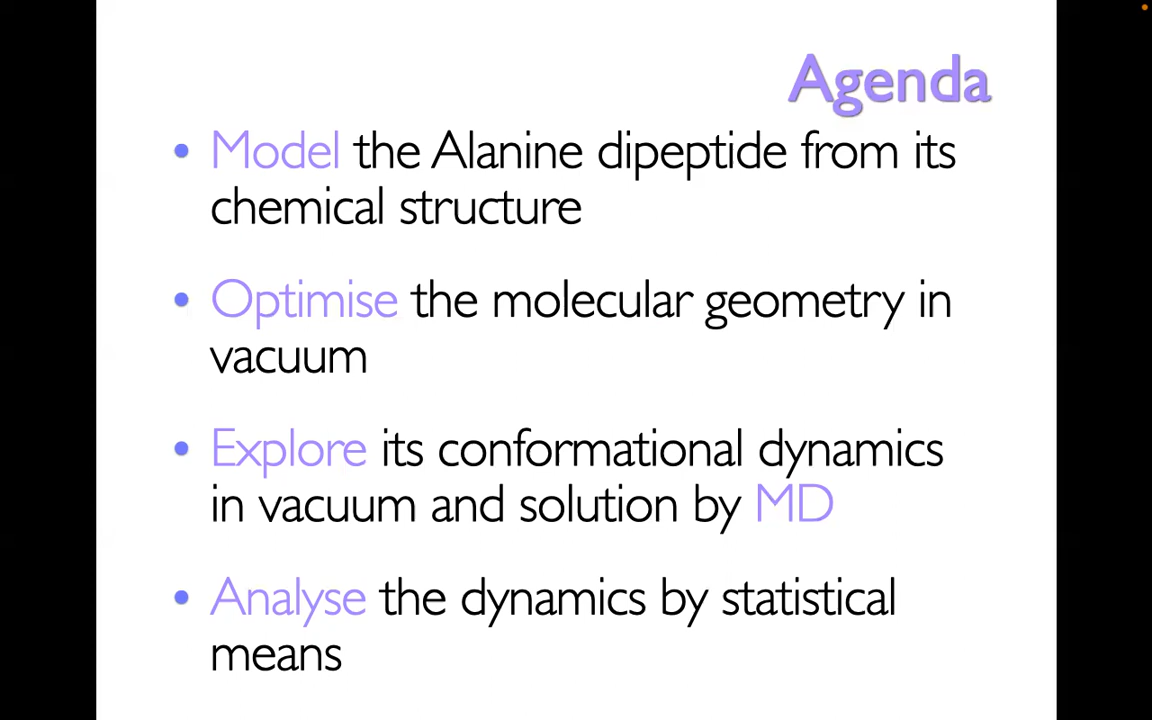 Agenda
• Model the Alanine dipeptide from its
chemical structure
• Optimise the molecular geometry in
vacuum
• Explore its conformational dynamics
in vacuum and solution by MD
• Analyse the dynamics by statistical
means